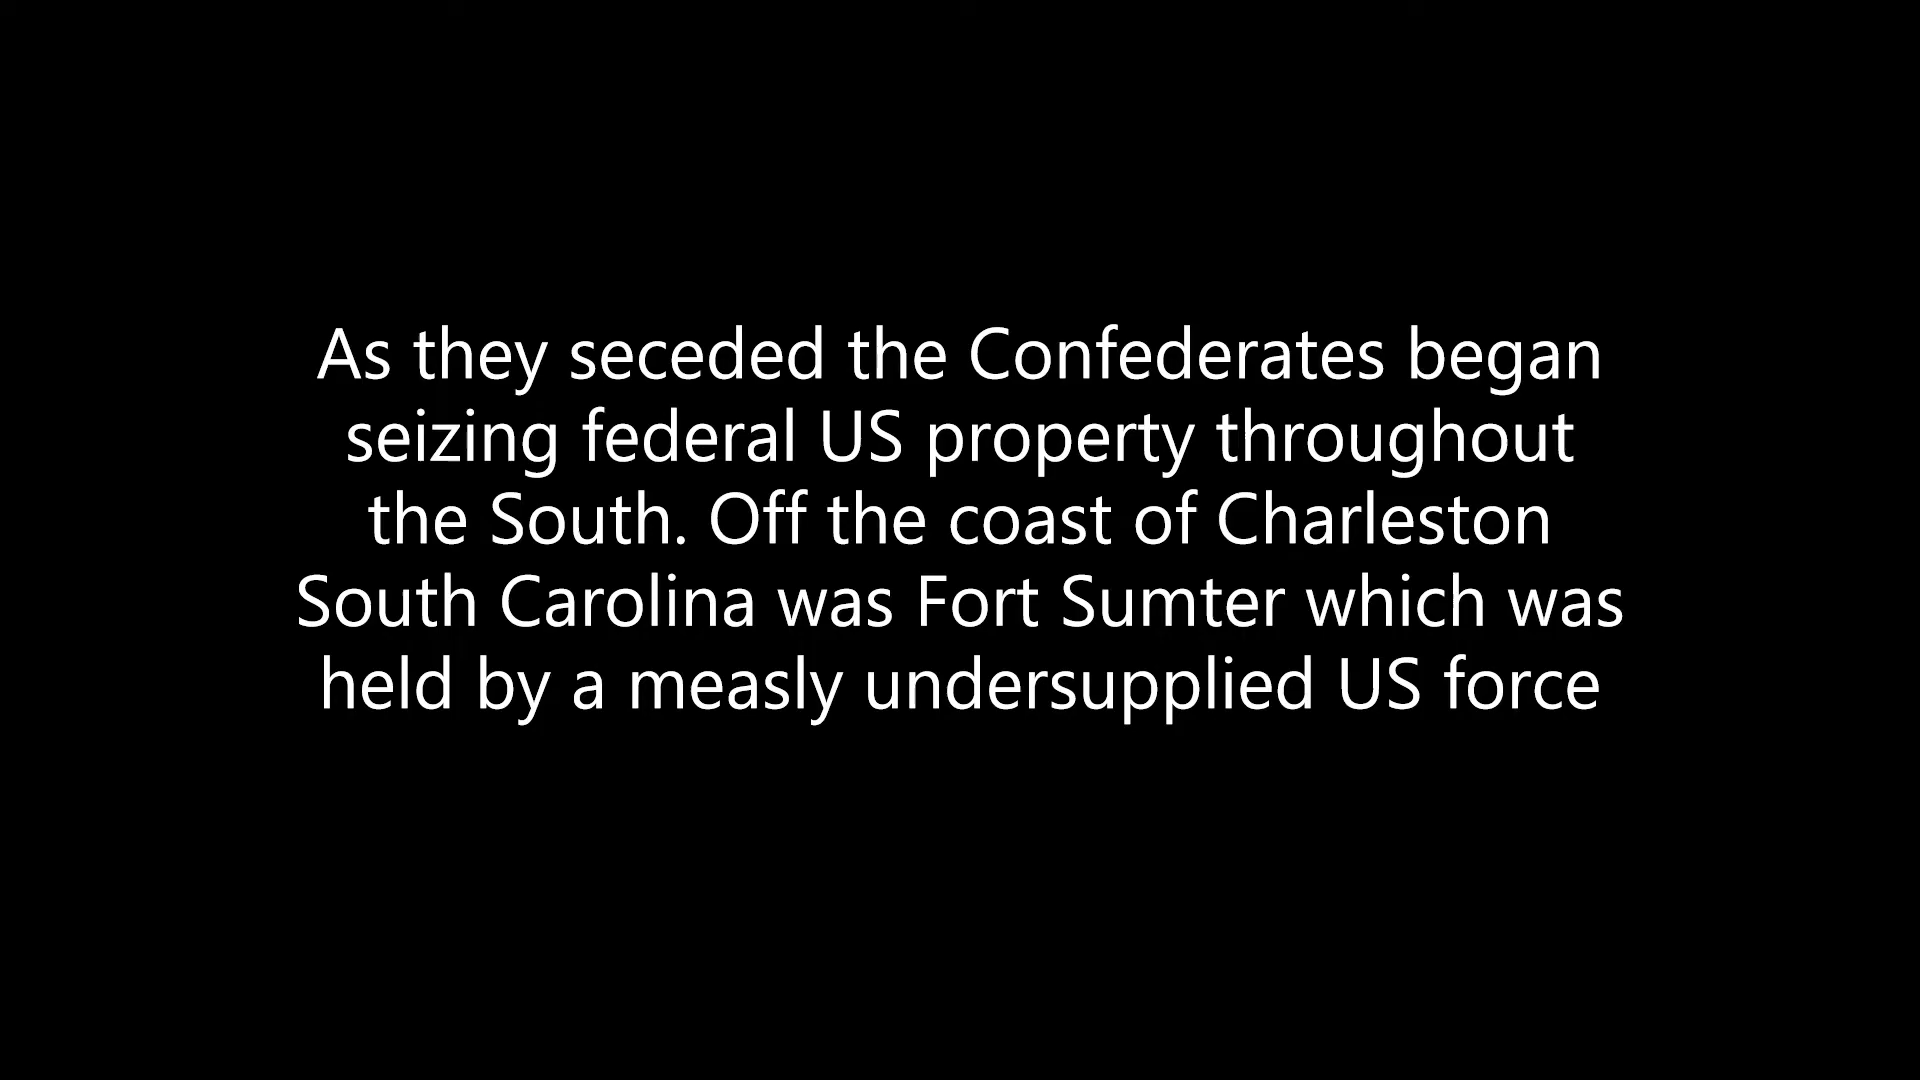 As they seceded the Confederates began
seizing federal US property throughout
the South. Off the coast of Charleston
South Carolina was Fort Sumter which was
held by a measly undersupplied US force